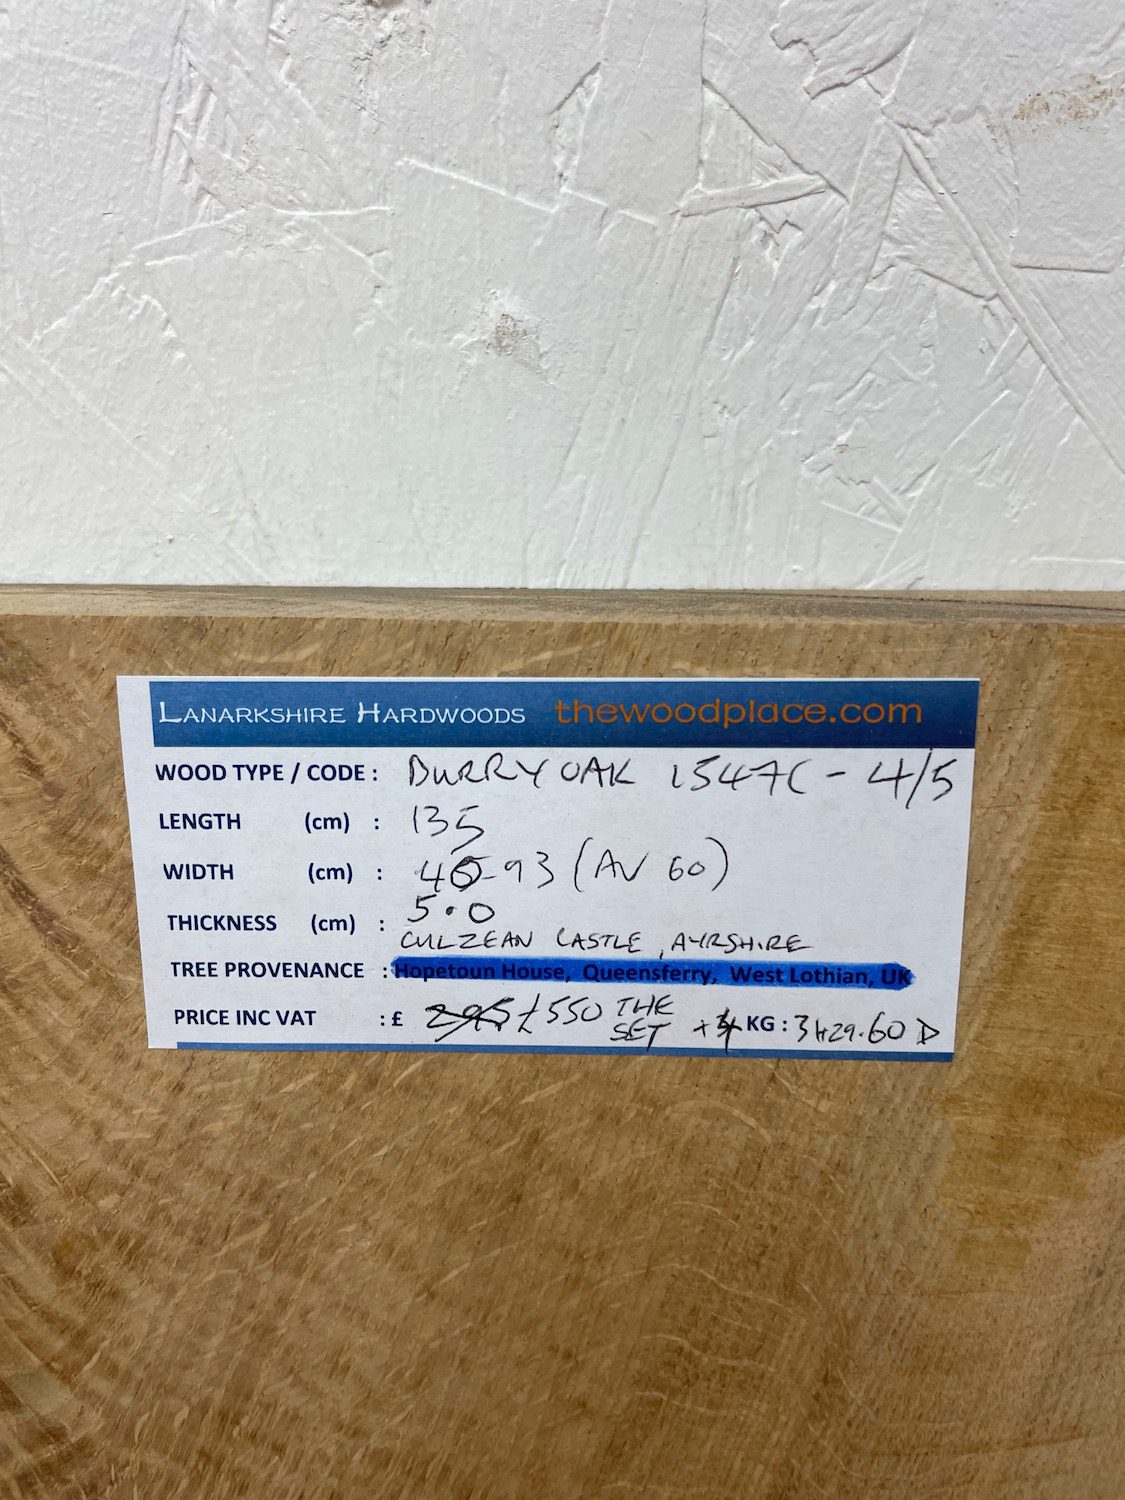 LANARKSHIRE HARDWOODS thewoodplace.com
WOOD TYPE / CODE : BURRY OAK 1547C - 4/5
LENGTH (cm) : 135
WIDTH (cm) : 40-93 (AV 60)
THICKNESS (cm) : 5.0
CULZEAN CASTLE, AYRSHIRE
TREE PROVENANCE : Hopetoun House, Queensferry, West Lothian, UK
PRICE INC VAT : £ 295 £550 THE
SET KG : 3429.60 D